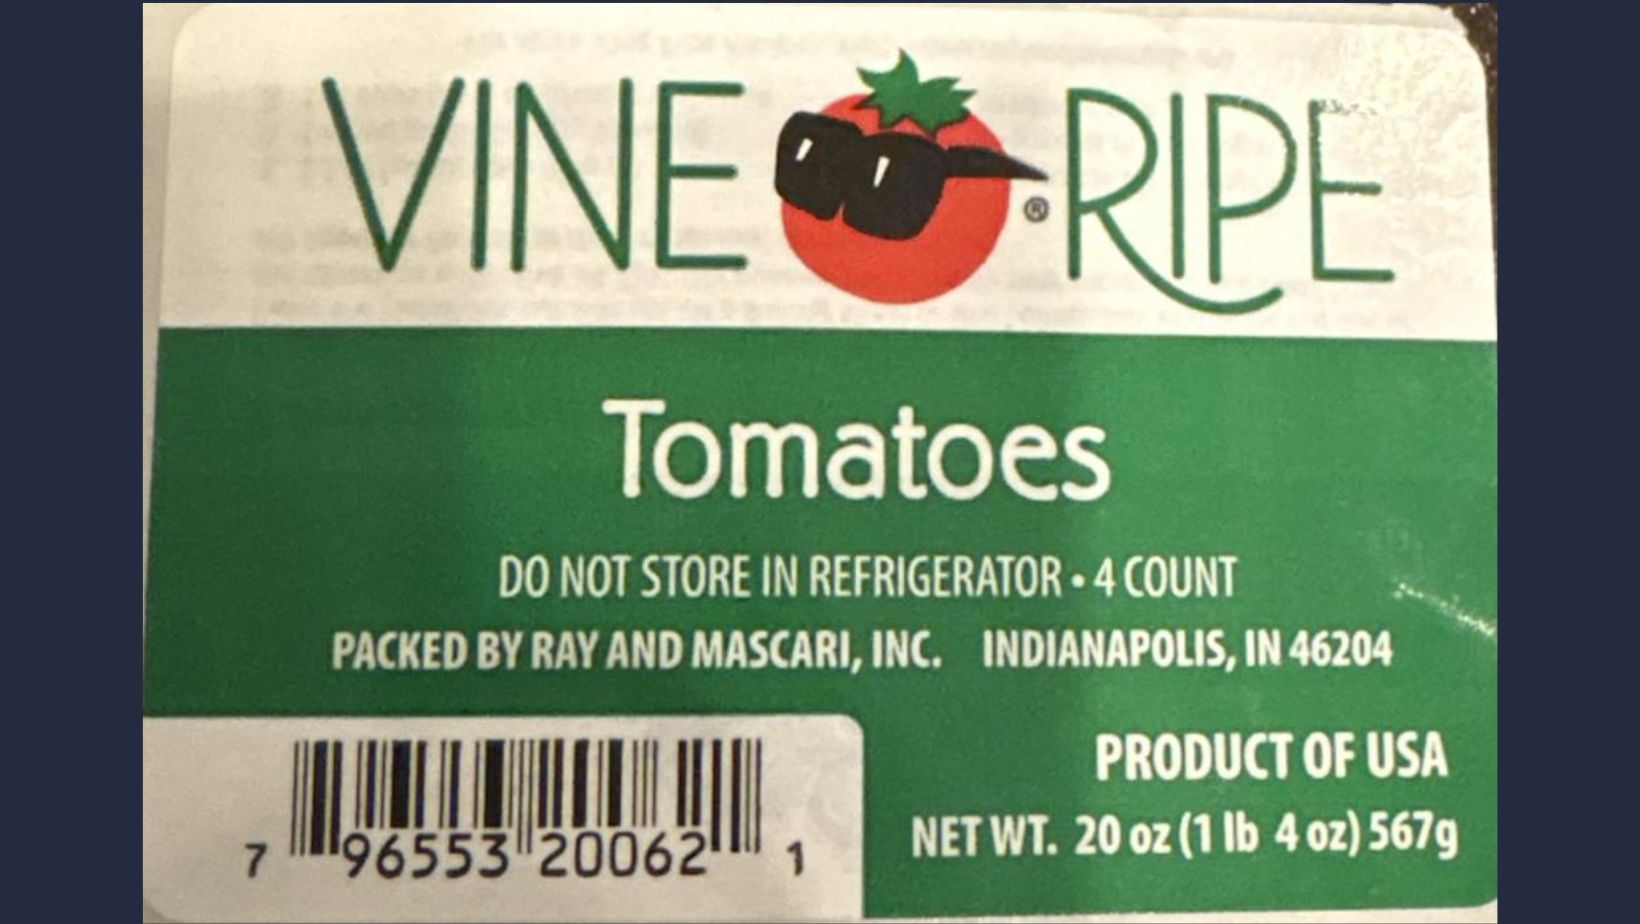 VINE RIPE
®
Tomatoes
DO NOT STORE IN REFRIGERATOR • 4 COUNT
PACKED BY RAY AND MASCARI, INC. INDIANAPOLIS, IN 46204
PRODUCT OF USA
NET WT. 20 oz (1 lb 4 oz) 567g
7 96553 20062 1